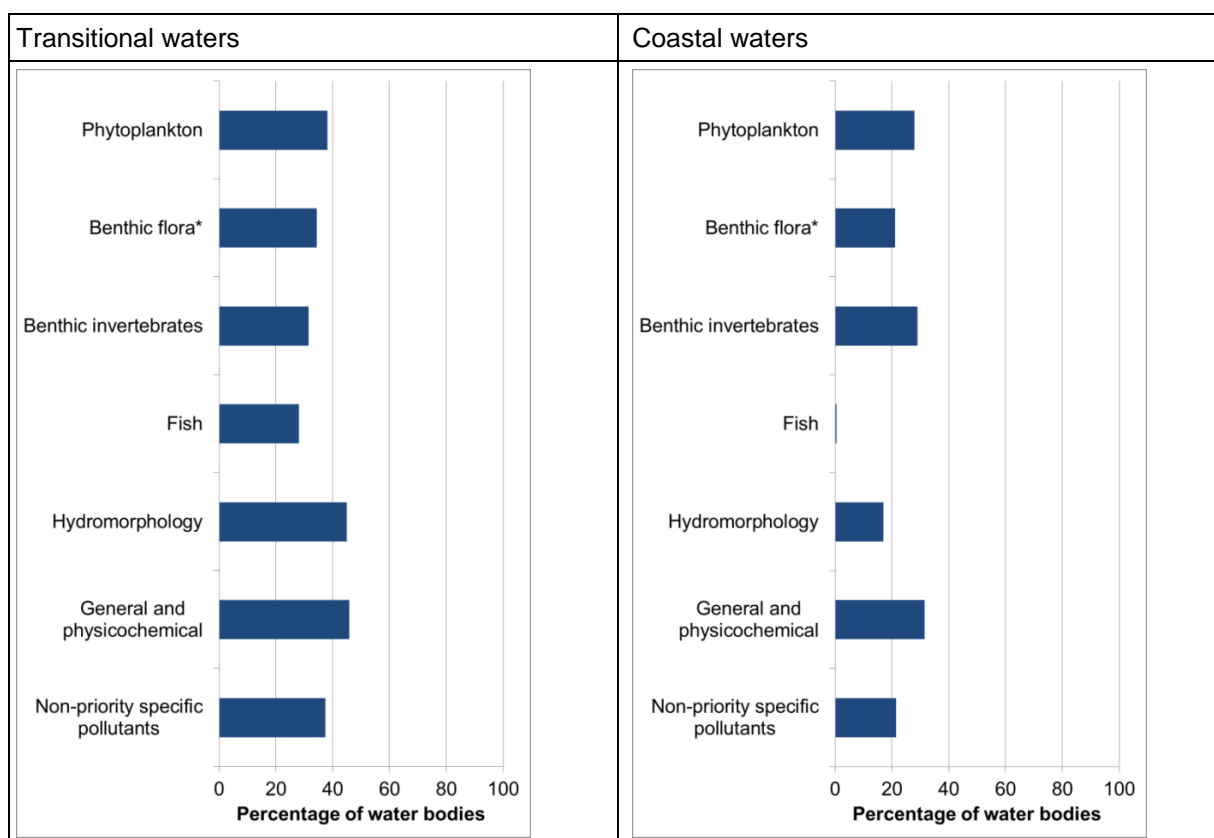 Transitional waters
Coastal waters
Phytoplankton
Benthic flora*
Benthic invertebrates
Fish
Hydromorphology
General and
physicochemical
Non-priority specific
pollutants
0 20 40 60 80 100
Percentage of water bodies
Phytoplankton
Benthic flora*
Benthic invertebrates
Fish
Hydromorphology
General and
physicochemical
Non-priority specific
pollutants
0 20 40 60 80 100
Percentage of water bodies